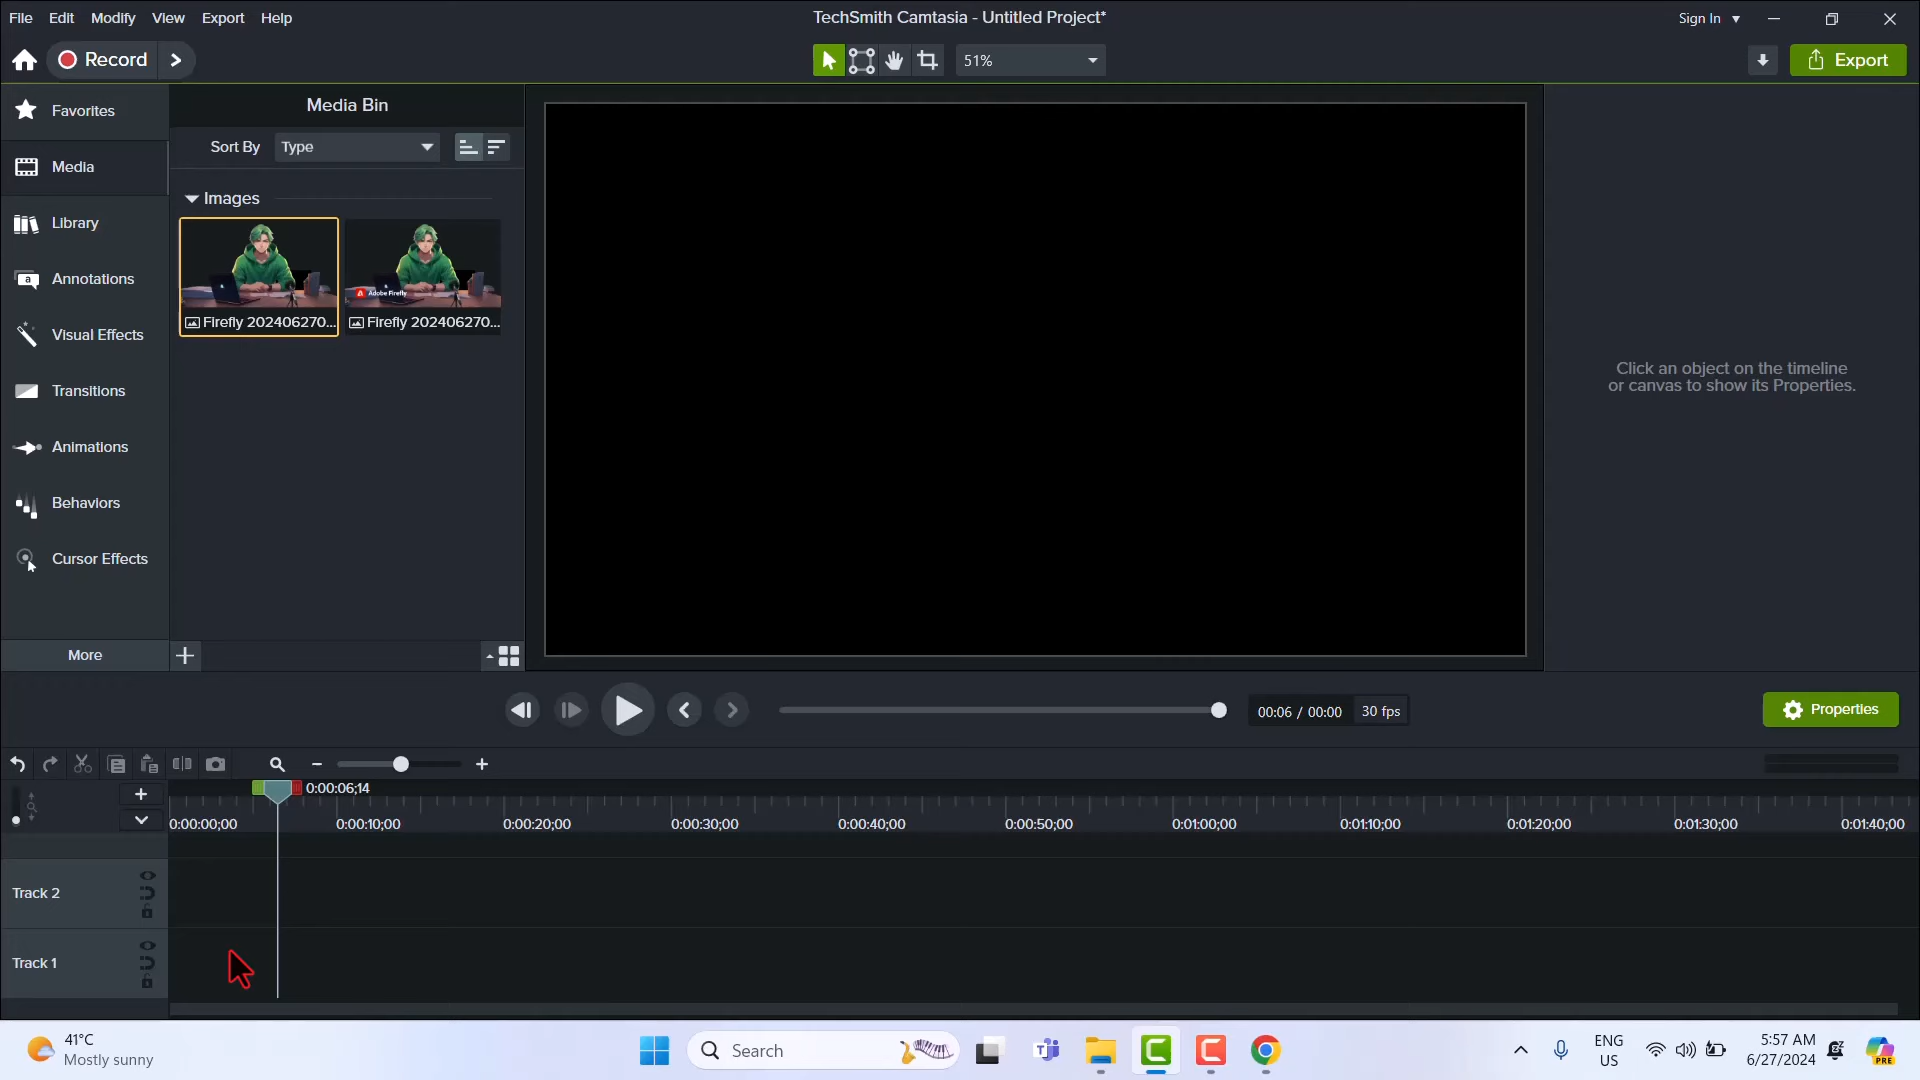 File Edit Modify View Export Help
TechSmith Camtasia - Untitled Project*
Sign In
Record
51%
Export
Favorites
Media
Library
Annotations
Visual Effects
Transitions
Animations
Behaviors
Cursor Effects
More
Media Bin
Sort By Type
Images
Adobe Firefly
Firefly 202406270...
Firefly 202406270...
Click an object on the timeline
or canvas to show its Properties.
00:06 / 00:00 30 fps
Properties
0:00:06;14
0:00:00;00 0:00:10;00 0:00:20;00 0:00:30;00 0:00:40;00 0:00:50;00 0:01:00;00 0:01:10;00 0:01:20;00 0:01:30;00 0:01:40;00
Track 2
Track 1
41°C
Mostly sunny
Search
ENG
US
5:57 AM
6/27/2024
PRE